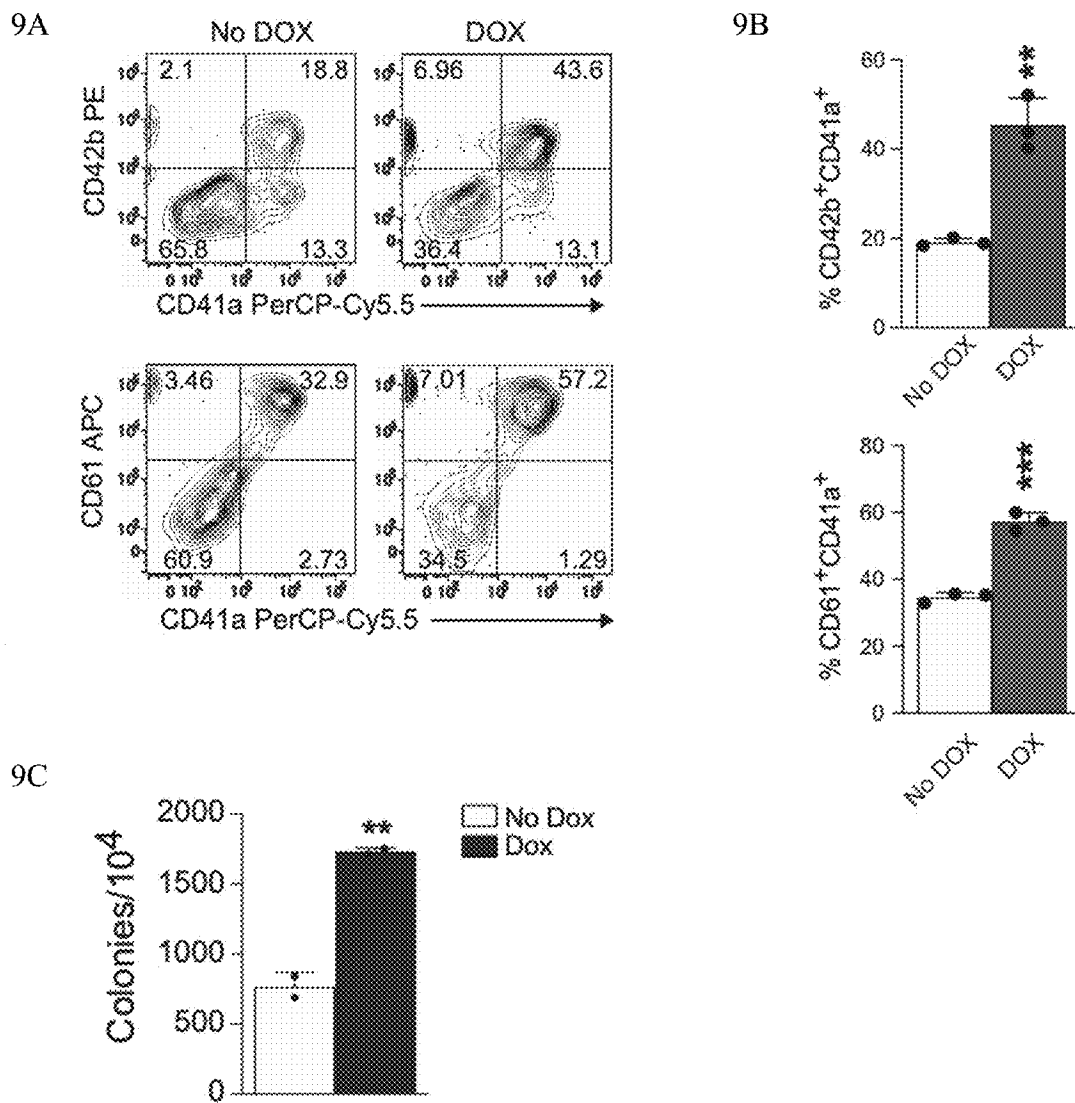 9A
No DOX
DOX
2.1
18.8
65.8
13.3
6.96
43.6
36.4
13.1
CD42b PE
CD41a PerCP-Cy5.5
3.46
32.9
60.9
2.73
7.01
57.2
34.5
1.29
CD61 APC
CD41a PerCP-Cy5.5
9B
80
60
20
0
% CD42b⁺CD41a⁺
No DOX
DOX
**
80
60
40
20
0
% CD61⁺CD41a⁺
No DOX
DOX
***
9C
2000
1500
1000
500
0
Colonies/10⁴
**
No Dox
Dox